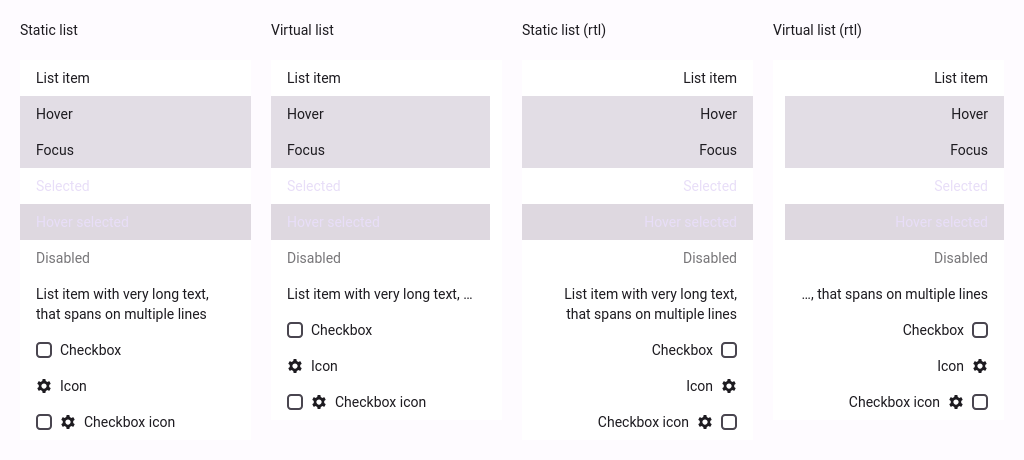 Static list
List item
Hover
Focus
Selected
Hover selected
Disabled
List item with very long text,
that spans on multiple lines
Checkbox
Icon
Checkbox icon
Virtual list
List item
Hover
Focus
Selected
Hover selected
Disabled
List item with very long text, …
Checkbox
Icon
Checkbox icon
Static list (rtl)
List item
Hover
Focus
Selected
Hover selected
Disabled
List item with very long text,
that spans on multiple lines
Checkbox
Icon
Checkbox icon
Virtual list (rtl)
List item
Hover
Focus
Selected
Hover selected
Disabled
…, that spans on multiple lines
Checkbox
Icon
Checkbox icon